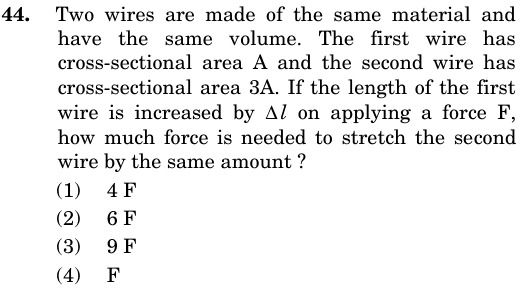 44. Two wires are made of the same material and
have the same volume. The first wire has
cross-sectional area A and the second wire has
cross-sectional area 3A. If the length of the first
wire is increased by Δl on applying a force F,
how much force is needed to stretch the second
wire by the same amount ?
(1) 4 F
(2) 6 F
(3) 9 F
(4) F